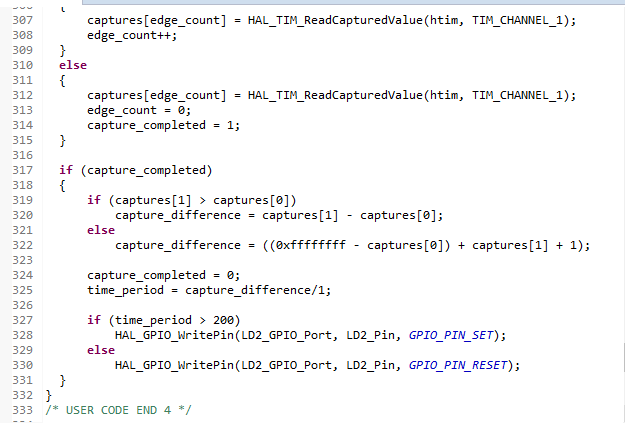 307 captures[edge_count] = HAL_TIM_ReadCapturedValue(htim, TIM_CHANNEL_1);
308 edge_count++;
309 }
310 else
311 {
312 captures[edge_count] = HAL_TIM_ReadCapturedValue(htim, TIM_CHANNEL_1);
313 edge_count = 0;
314 capture_completed = 1;
315 }
316
317 if (capture_completed)
318 {
319 if (captures[1] > captures[0])
320 capture_difference = captures[1] - captures[0];
321 else
322 capture_difference = ((0xffffffff - captures[0]) + captures[1] + 1);
323
324 capture_completed = 0;
325 time_period = capture_difference/1;
326
327 if (time_period > 200)
328 HAL_GPIO_WritePin(LD2_GPIO_Port, LD2_Pin, GPIO_PIN_SET);
329 else
330 HAL_GPIO_WritePin(LD2_GPIO_Port, LD2_Pin, GPIO_PIN_RESET);
331 }
332 }
333 /* USER CODE END 4 */